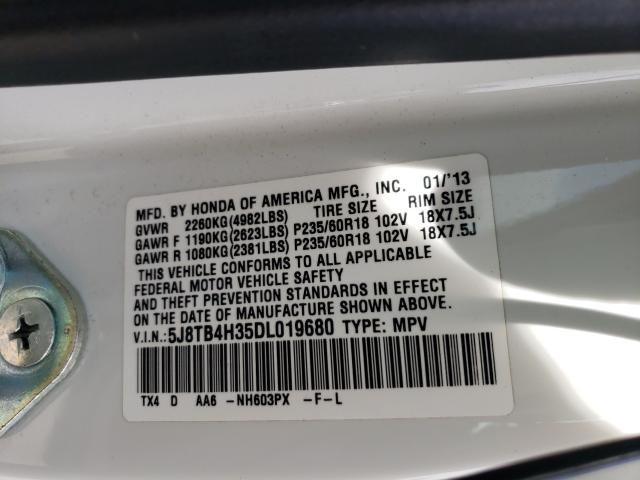 MFD. BY HONDA OF AMERICA MFG., INC. 01/'13
GVWR 2260KG(4982LBS) TIRE SIZE RIM SIZE
GAWR F 1190KG(2623LBS) P235/60R18 102V 18X7.5J
GAWR R 1080KG(2381LBS) P235/60R18 102V 18X7.5J
THIS VEHICLE CONFORMS TO ALL APPLICABLE
FEDERAL MOTOR VEHICLE SAFETY
AND THEFT PREVENTION STANDARDS IN EFFECT
ON THE DATE OF MANUFACTURE SHOWN ABOVE.
V.I.N.:5J8TB4H35DL019680 TYPE: MPV
TX4 D AA6 -NH603PX -F-L